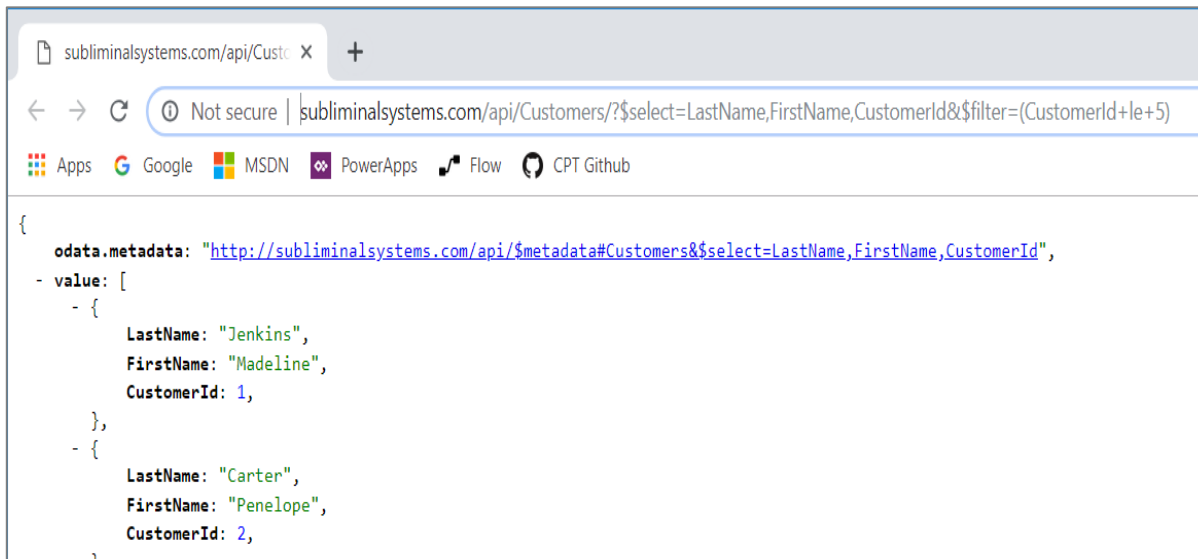 subliminalsystems.com/api/Custo
Not secure | subliminalsystems.com/api/Customers/?$select=LastName,FirstName,CustomerId&$filter=(CustomerId+le+5)
Apps Google MSDN PowerApps Flow CPT Github
{
odata.metadata: "http://subliminalsystems.com/api/$metadata#Customers&$select=LastName,FirstName,CustomerId",
- value: [
- {
LastName: "Jenkins",
FirstName: "Madeline",
CustomerId: 1,
},
- {
LastName: "Carter",
FirstName: "Penelope",
CustomerId: 2,